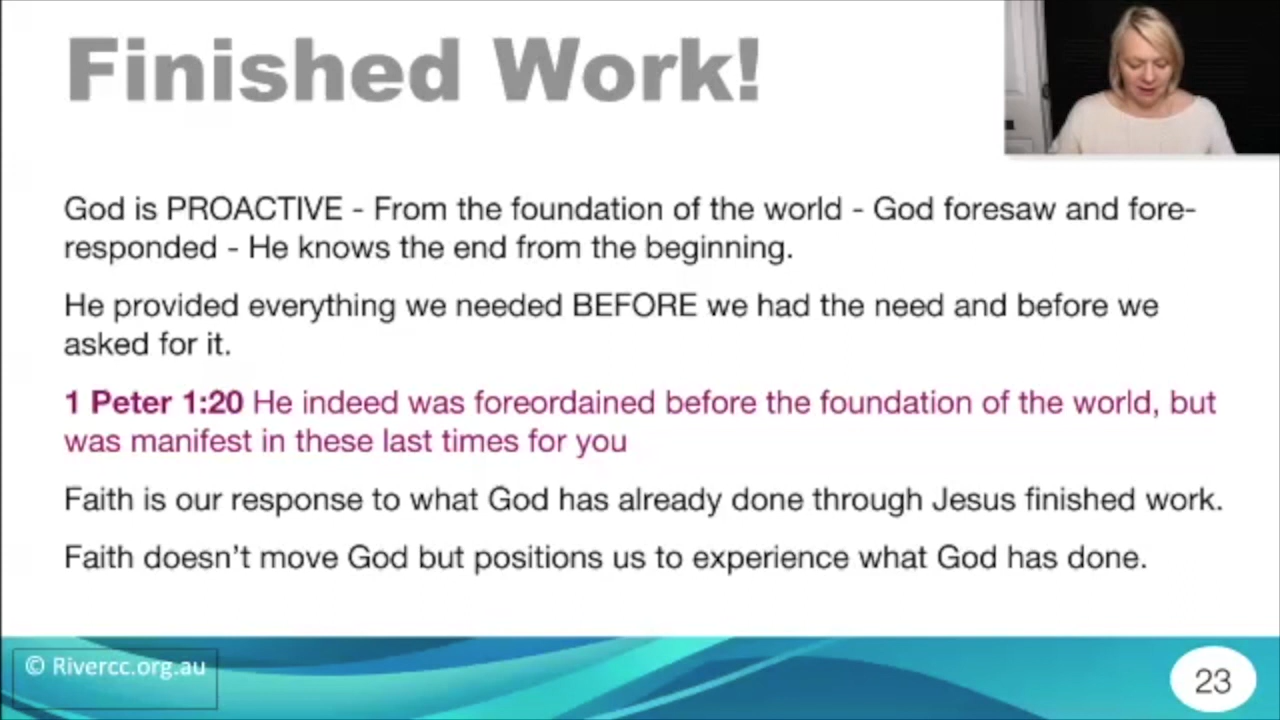 Finished Work!
God is PROACTIVE - From the foundation of the world - God foresaw and fore-
responded - He knows the end from the beginning.
He provided everything we needed BEFORE we had the need and before we
asked for it.
1 Peter 1:20 He indeed was foreordained before the foundation of the world, but
was manifest in these last times for you
Faith is our response to what God has already done through Jesus finished work.
Faith doesn’t move God but positions us to experience what God has done.
© Rivercc.org.au
23